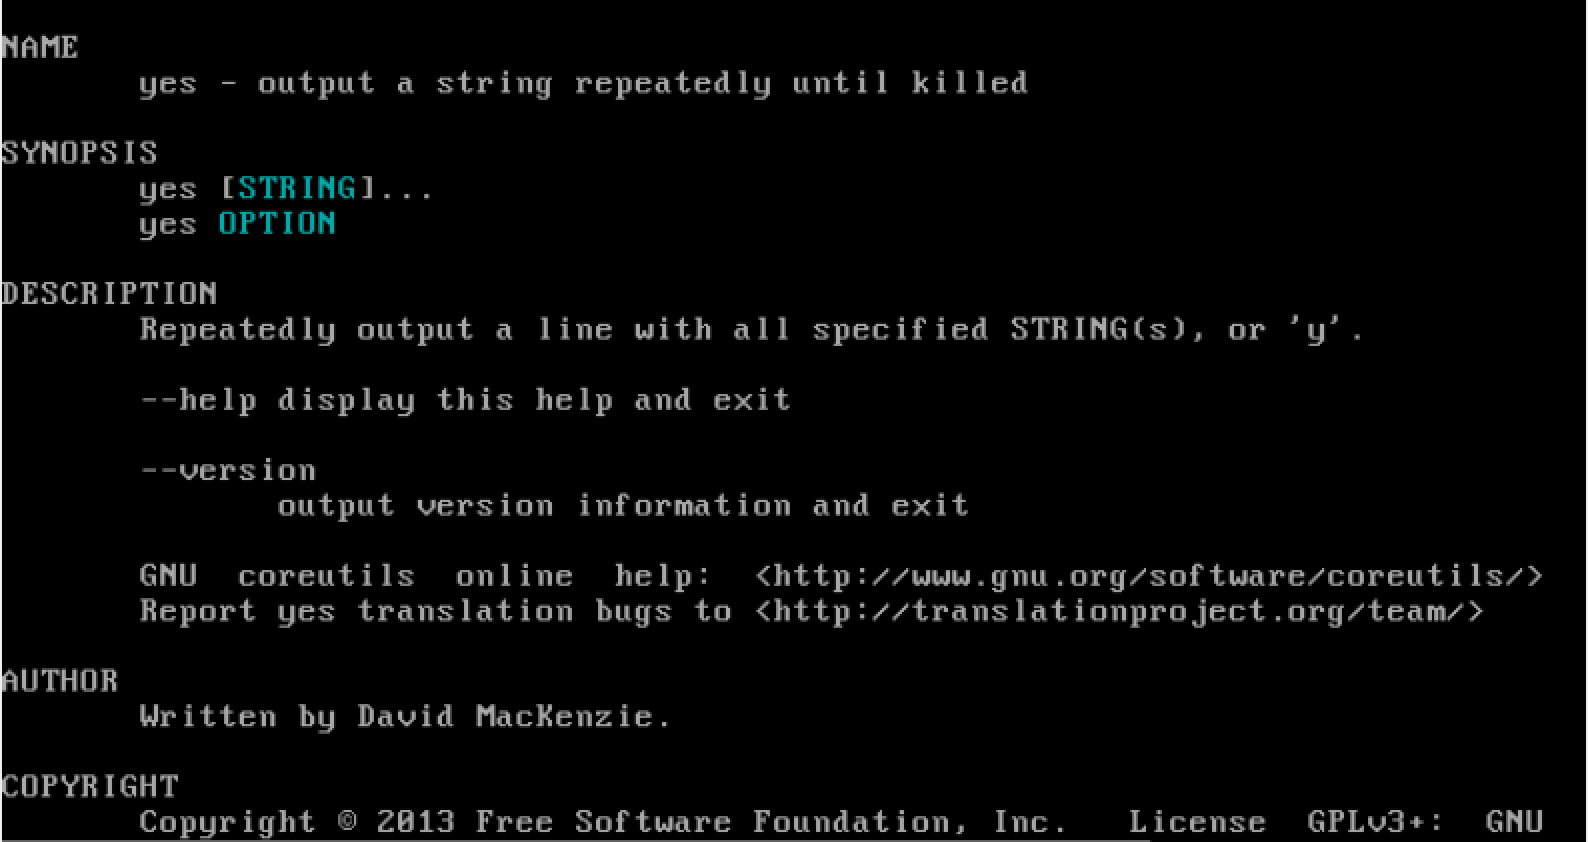 NAME
yes - output a string repeatedly until killed
SYNOPSIS
yes [STRING]...
yes OPTION
DESCRIPTION
Repeatedly output a line with all specified STRING(s), or 'y'.
--help display this help and exit
--version
output version information and exit
GNU coreutils online help: <http://www.gnu.org/software/coreutils/>
Report yes translation bugs to <http://translationproject.org/team/>
AUTHOR
Written by David MacKenzie.
COPYRIGHT
Copyright © 2013 Free Software Foundation, Inc. License GPLv3+: GNU